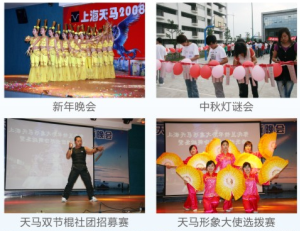 上海天马2008
新年晚会
中秋灯谜会
天马双节棍社团招募赛
天马形象大使选拨赛